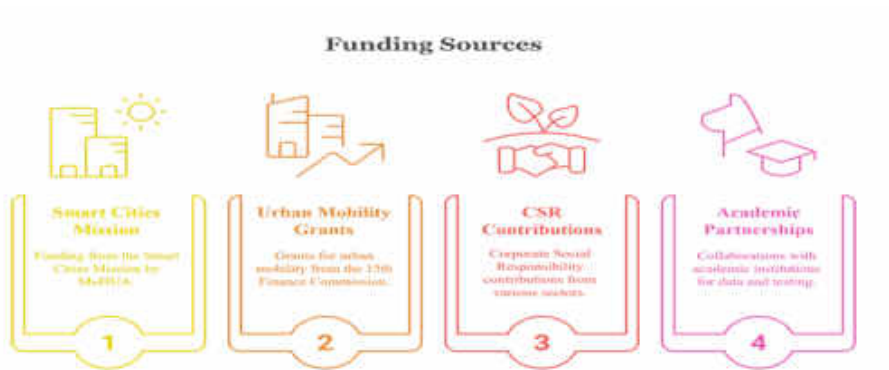 Funding Sources
Smart Cities
Mission
Funding from the Smart
Cities Mission by
MoHUA.
1
Urban Mobility
Grants
Grants for urban
mobility from the 15th
Finance Commission.
2
CSR
Contributions
Corporate Social
Responsibility
contributions from
various sectors.
3
Academic
Partnerships
Collaborations with
academic institutions
for data and testing.
4